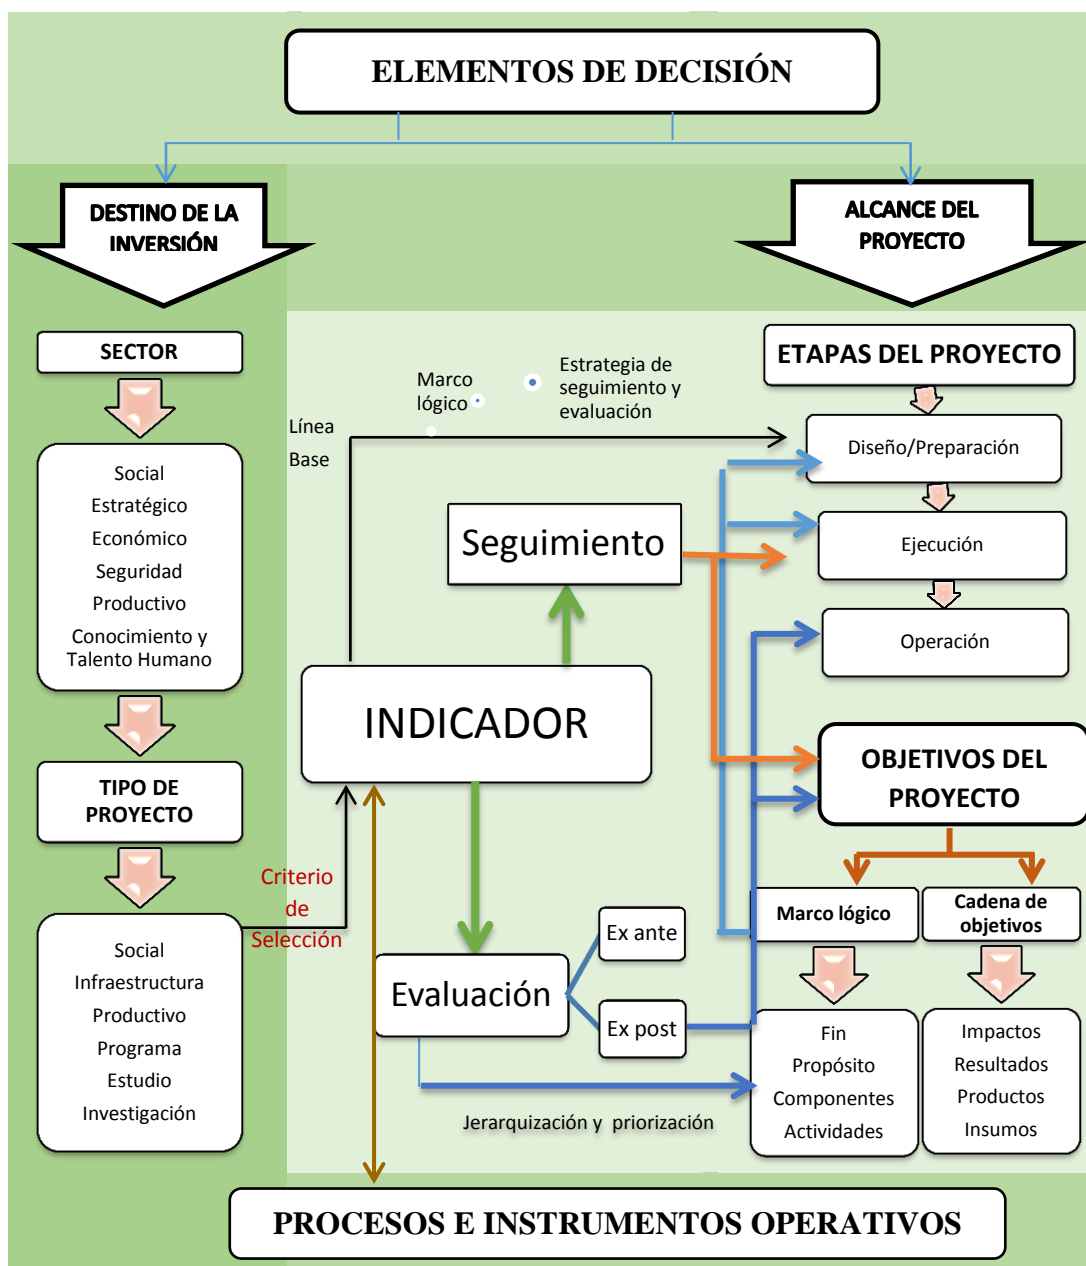 ELEMENTOS DE DECISIÓN
DESTINO DE LA
INVERSIÓN
ALCANCE DEL
PROYECTO
SECTOR
Social
Estratégico
Económico
Seguridad
Productivo
Conocimiento y
Talento Humano
TIPO DE
PROYECTO
Social
Infraestructura
Productivo
Programa
Estudio
Investigación
Criterio
de
Selección
Línea
Base
Marco
lógico
Estrategia de
seguimiento y
evaluación
Seguimiento
INDICADOR
Evaluación
Ex ante
Ex post
Jerarquización y priorización
ETAPAS DEL PROYECTO
Diseño/Preparación
Ejecución
Operación
OBJETIVOS DEL
PROYECTO
Marco lógico
Fin
Propósito
Componentes
Actividades
Cadena de
objetivos
Impactos
Resultados
Productos
Insumos
PROCESOS E INSTRUMENTOS OPERATIVOS